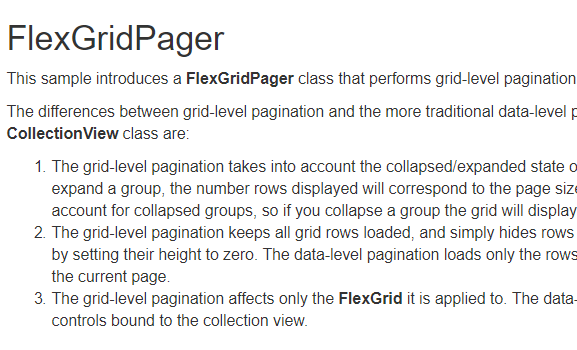 FlexGridPager
This sample introduces a FlexGridPager class that performs grid-level pagination
The differences between grid-level pagination and the more traditional data-level
CollectionView class are:
1. The grid-level pagination takes into account the collapsed/expanded state
expand a group, the number rows displayed will correspond to the page size
account for collapsed groups, so if you collapse a group the grid will display
2. The grid-level pagination keeps all grid rows loaded, and simply hides rows
by setting their height to zero. The data-level pagination loads only the rows
the current page.
3. The grid-level pagination affects only the FlexGrid it is applied to. The data-
controls bound to the collection view.